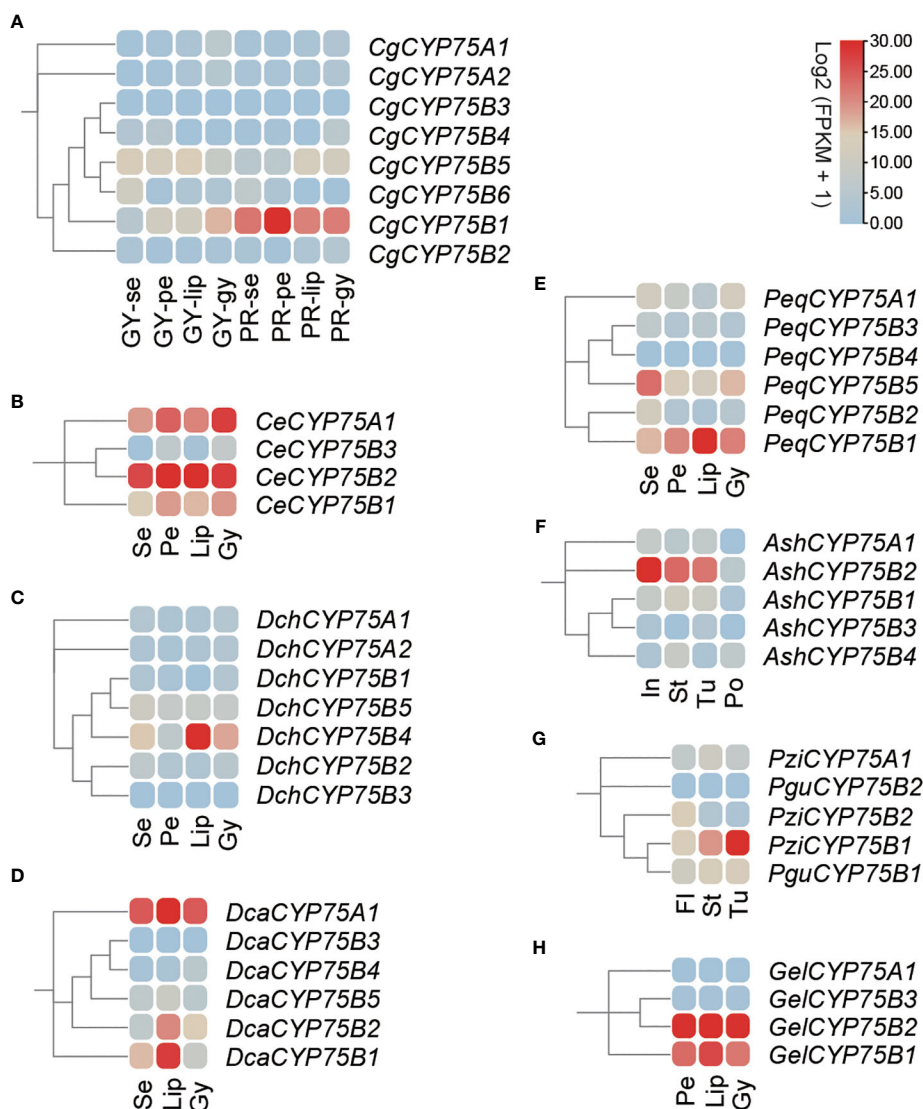 A
CgCYP75A1
CgCYP75A2
CgCYP75B3
CgCYP75B4
CgCYP75B5
CgCYP75B6
CgCYP75B1
CgCYP75B2
GY-se
GY-pe
GY-lip
GY-gy
PR-se
PR-pe
PR-lip
PR-gy
Log2 (FPKM + 1)
30.00
25.00
20.00
15.00
10.00
5.00
0.00
B
CeCYP75A1
CeCYP75B3
CeCYP75B2
CeCYP75B1
Se
Pe
Lip
Gy
C
DchCYP75A1
DchCYP75A2
DchCYP75B1
DchCYP75B5
DchCYP75B4
DchCYP75B2
DchCYP75B3
Se
Pe
Lip
Gy
D
DcaCYP75A1
DcaCYP75B3
DcaCYP75B4
DcaCYP75B5
DcaCYP75B2
DcaCYP75B1
Se
Lip
Gy
E
PeqCYP75A1
PeqCYP75B3
PeqCYP75B4
PeqCYP75B5
PeqCYP75B2
PeqCYP75B1
Se
Pe
Lip
Gy
F
AshCYP75A1
AshCYP75B2
AshCYP75B1
AshCYP75B3
AshCYP75B4
In
St
Tu
Po
G
PziCYP75A1
PguCYP75B2
PziCYP75B2
PziCYP75B1
PguCYP75B1
Fl
St
Tu
H
GelCYP75A1
GelCYP75B3
GelCYP75B2
GelCYP75B1
Pe
Lip
Gy